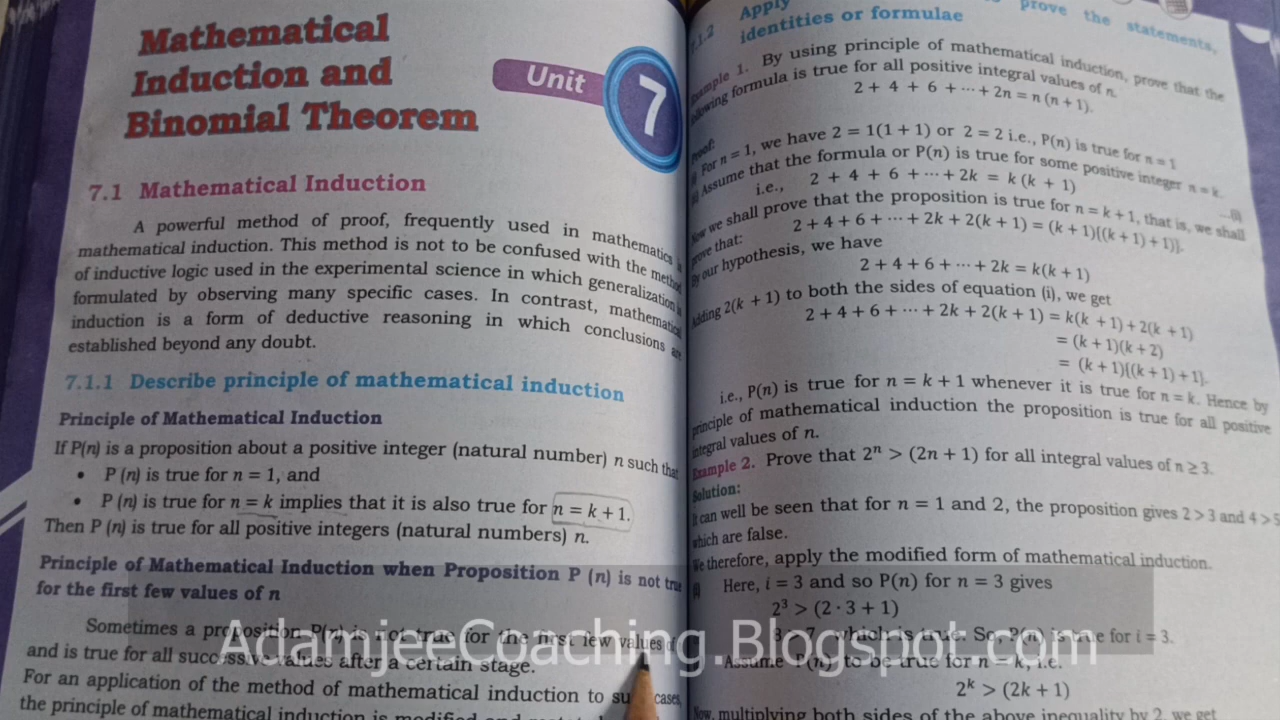 Mathematical
Induction and
Binomial Theorem
Unit
7
7.1 Mathematical Induction
A powerful method of proof, frequently used in mathematics is
mathematical induction. This method is not to be confused with the method
of inductive logic used in the experimental science in which generalization is
formulated by observing many specific cases. In contrast, mathematical
induction is a form of deductive reasoning in which conclusions are
established beyond any doubt.
7.1.1 Describe principle of mathematical induction
Principle of Mathematical Induction
If P(n) is a proposition about a positive integer (natural number) n such that
• P (n) is true for n = 1, and
• P (n) is true for n = k implies that it is also true for n = k + 1.
Then P (n) is true for all positive integers (natural numbers) n.
Principle of Mathematical Induction when Proposition P (n) is not true
for the first few values of n
Sometimes a proposition P(n) is not true for the first few values
and is true for all successive values after a certain stage.
For an application of the method of mathematical induction to such cases,
the principle of mathematical induction is modified and
7.1.2 Apply prove the statements,
identities or formulae
Example 1. By using principle of mathematical induction, prove that the
following formula is true for all positive integral values of n.
2 + 4 + 6 + ⋯ + 2n = n (n + 1).
Proof:
For n = 1, we have 2 = 1(1 + 1) or 2 = 2 i.e., P(n) is true for n = 1
Assume that the formula or P(n) is true for some positive integer n = k.
i.e., 2 + 4 + 6 + ⋯ + 2k = k (k + 1) ...(i)
Now we shall prove that the proposition is true for n = k + 1, that is, we shall
prove that: 2 + 4 + 6 + ⋯ + 2k + 2(k + 1) = (k + 1){(k + 1) + 1)}.
By our hypothesis, we have
2 + 4 + 6 + ⋯ + 2k = k(k + 1)
Adding 2(k + 1) to both the sides of equation (i), we get
2 + 4 + 6 + ⋯ + 2k + 2(k + 1) = k(k + 1) + 2(k + 1)
= (k + 1)(k + 2)
= (k + 1){(k + 1) + 1}.
i.e., P(n) is true for n = k + 1 whenever it is true for n = k. Hence by
principle of mathematical induction the proposition is true for all positive
integral values of n.
Example 2. Prove that 2ⁿ > (2n + 1) for all integral values of n ≥ 3.
Solution:
It can well be seen that for n = 1 and 2, the proposition gives 2 > 3 and 4 > 5
which are false.
We therefore, apply the modified form of mathematical induction.
Here, i = 3 and so P(n) for n = 3 gives
2³ > (2 · 3 + 1)
which is true. So P(n) is true for i = 3.
Assume P(n) to be true for n = k, i.e.
2ᵏ > (2k + 1)
Now, multiplying both sides of the above inequality by 2, we get
AdamjeeCoaching.Blogspot.com